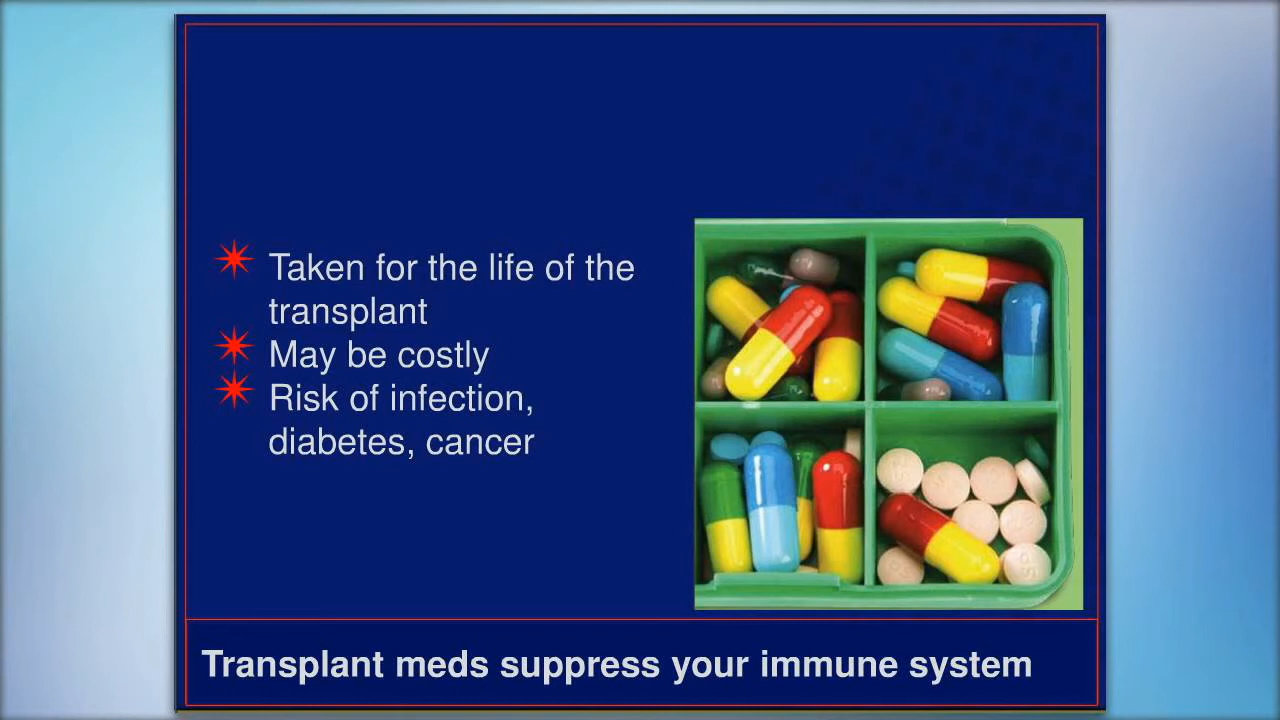 Taken for the life of the
transplant
May be costly
Risk of infection,
diabetes, cancer
Transplant meds suppress your immune system